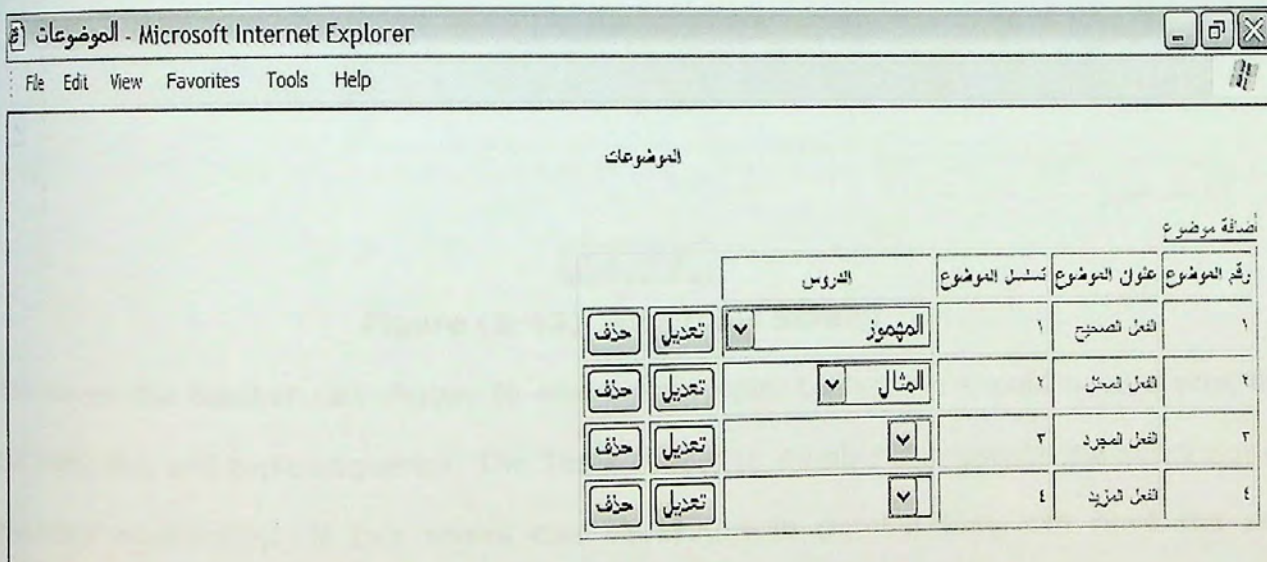 الموضوعات - Microsoft Internet Explorer
File Edit View Favorites Tools Help
الموضوعات
أضافة موضوع
رقم الموضوع عنوان الموضوع تسلسل الموضوع الدروس
١ الفعل الصحيح ١ المهموز تعديل حذف
٢ الفعل المعتل ٢ المثال تعديل حذف
٣ الفعل المجرد ٣ تعديل حذف
٤ الفعل المزيد ٤ تعديل حذف